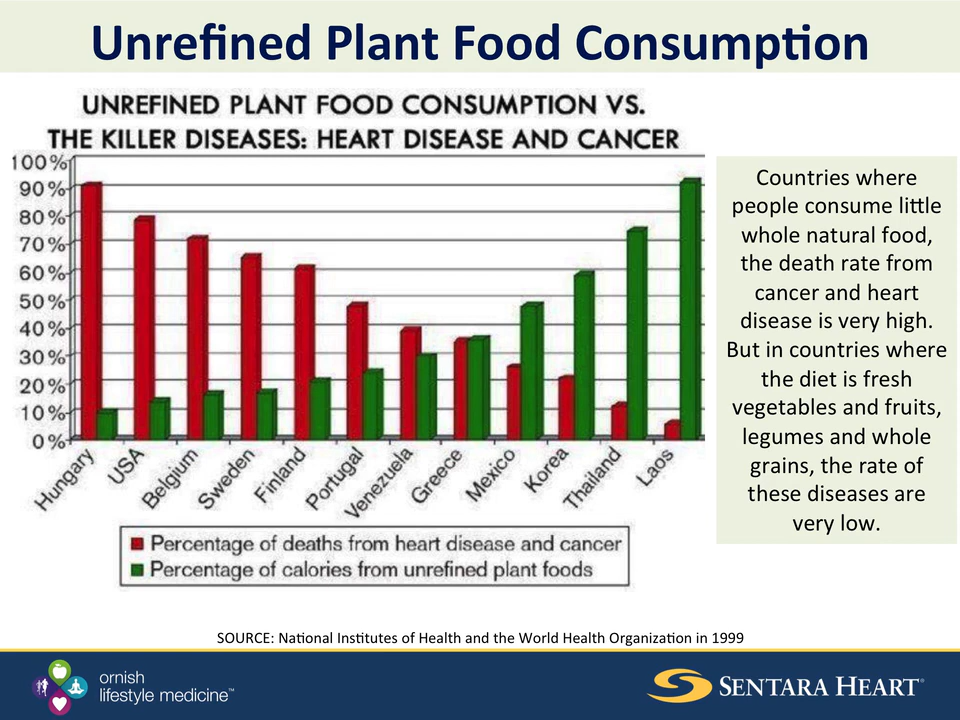 Unrefined Plant Food Consumption
UNREFINED PLANT FOOD CONSUMPTION VS.
THE KILLER DISEASES: HEART DISEASE AND CANCER
100%
90%
80%
70%
60%
50%
40%
30%
20%
10%
0%
Hungary
USA
Belgium
Sweden
Finland
Portugal
Venezuela
Greece
Mexico
Korea
Thailand
Laos
Percentage of deaths from heart disease and cancer
Percentage of calories from unrefined plant foods
Countries where
people consume little
whole natural food,
the death rate from
cancer and heart
disease is very high.
But in countries where
the diet is fresh
vegetables and fruits,
legumes and whole
grains, the rate of
these diseases are
very low.
SOURCE: National Institutes of Health and the World Health Organization in 1999
ornish
lifestyle medicine™
SENTARA HEART®